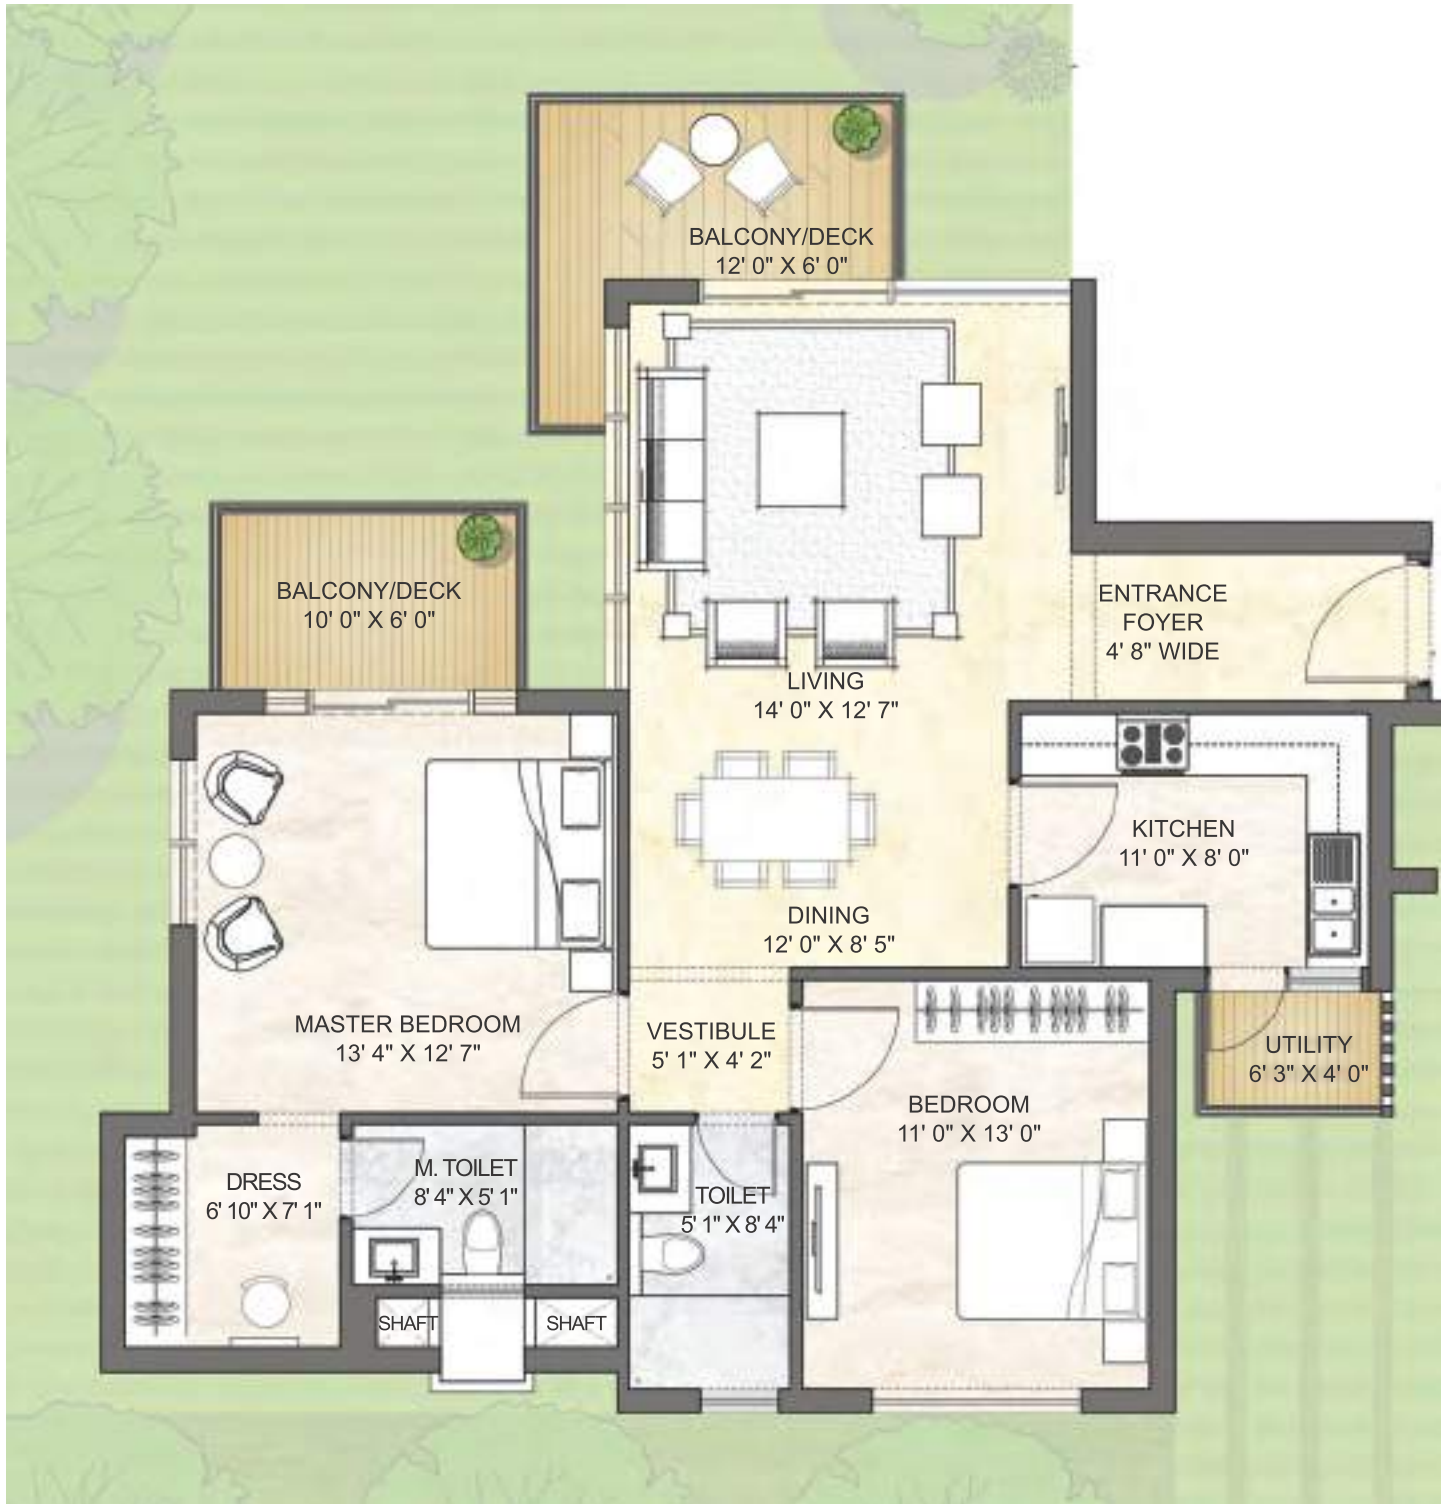 BALCONY/DECK
12' 0" X 6' 0"
BALCONY/DECK
10' 0" X 6' 0"
ENTRANCE
FOYER
4' 8" WIDE
LIVING
14' 0" X 12' 7"
KITCHEN
11' 0" X 8' 0"
DINING
12' 0" X 8' 5"
MASTER BEDROOM
13' 4" X 12' 7"
VESTIBULE
5' 1" X 4' 2"
UTILITY
6' 3" X 4' 0"
BEDROOM
11' 0" X 13' 0"
DRESS
6' 10" X 7' 1"
M. TOILET
8' 4" X 5' 1"
TOILET
5' 1" X 8' 4"
SHAFT
SHAFT